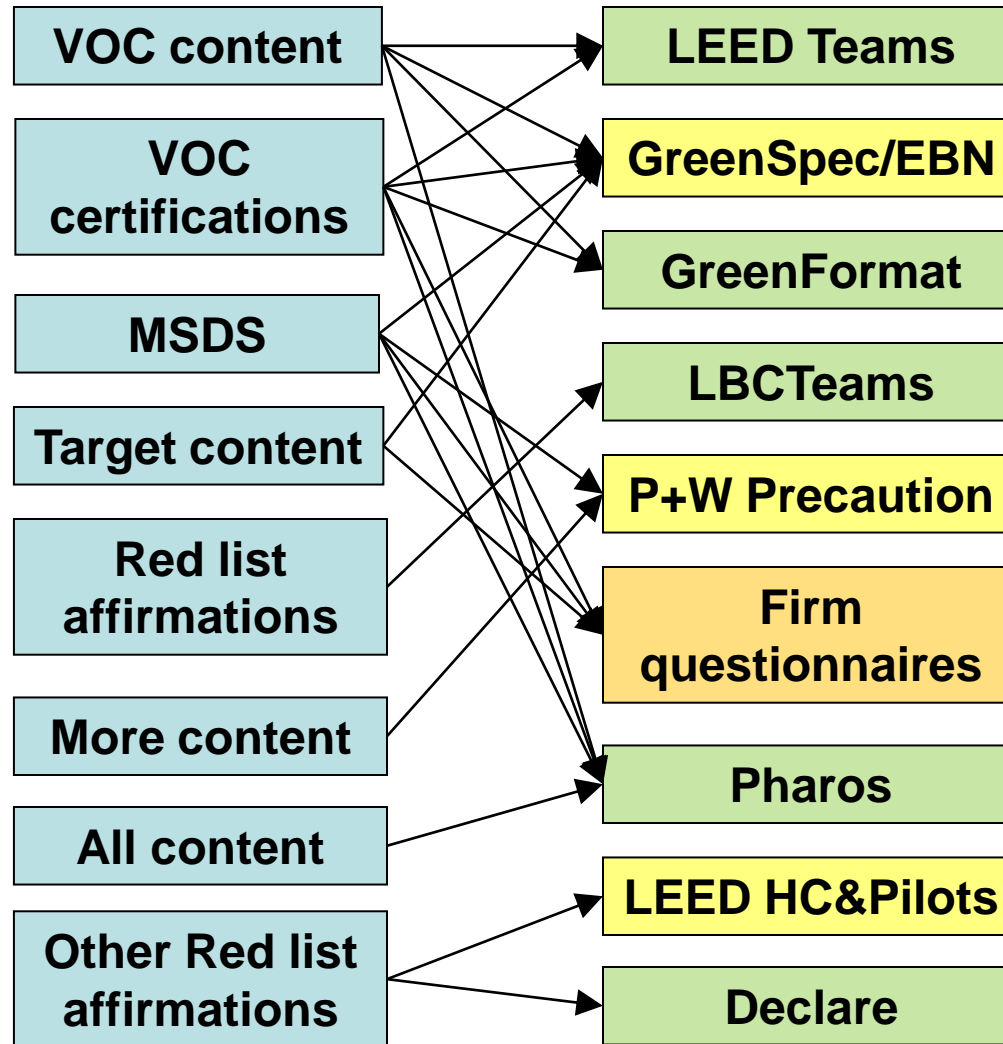 VOC content
VOC
certifications
MSDS
Target content
Red list
affirmations
More content
All content
Other Red list
affirmations
LEED Teams
GreenSpec/EBN
GreenFormat
LBCTeams
P+W Precaution
Firm
questionnaires
Pharos
LEED HC&Pilots
Declare